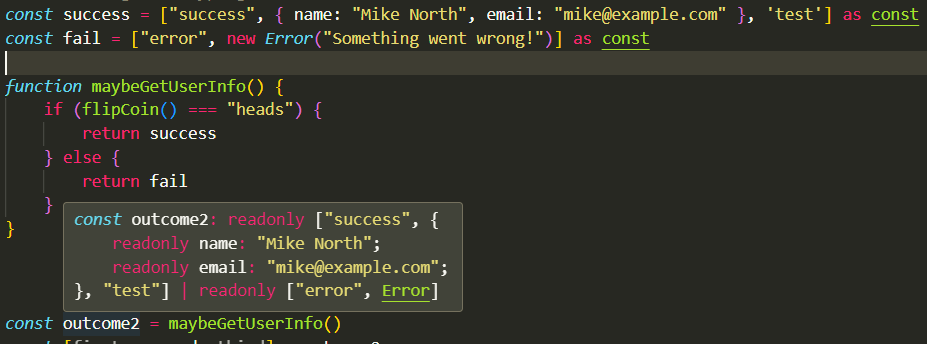 const success = ["success", { name: "Mike North", email: "mike@example.com" }, 'test'] as const
const fail = ["error", new Error("Something went wrong!")] as const
function maybeGetUserInfo() {
if (flipCoin() === "heads") {
return success
} else {
return fail
}
}
const outcome2: readonly ["success", {
readonly name: "Mike North";
readonly email: "mike@example.com";
}, "test"] | readonly ["error", Error]
const outcome2 = maybeGetUserInfo()